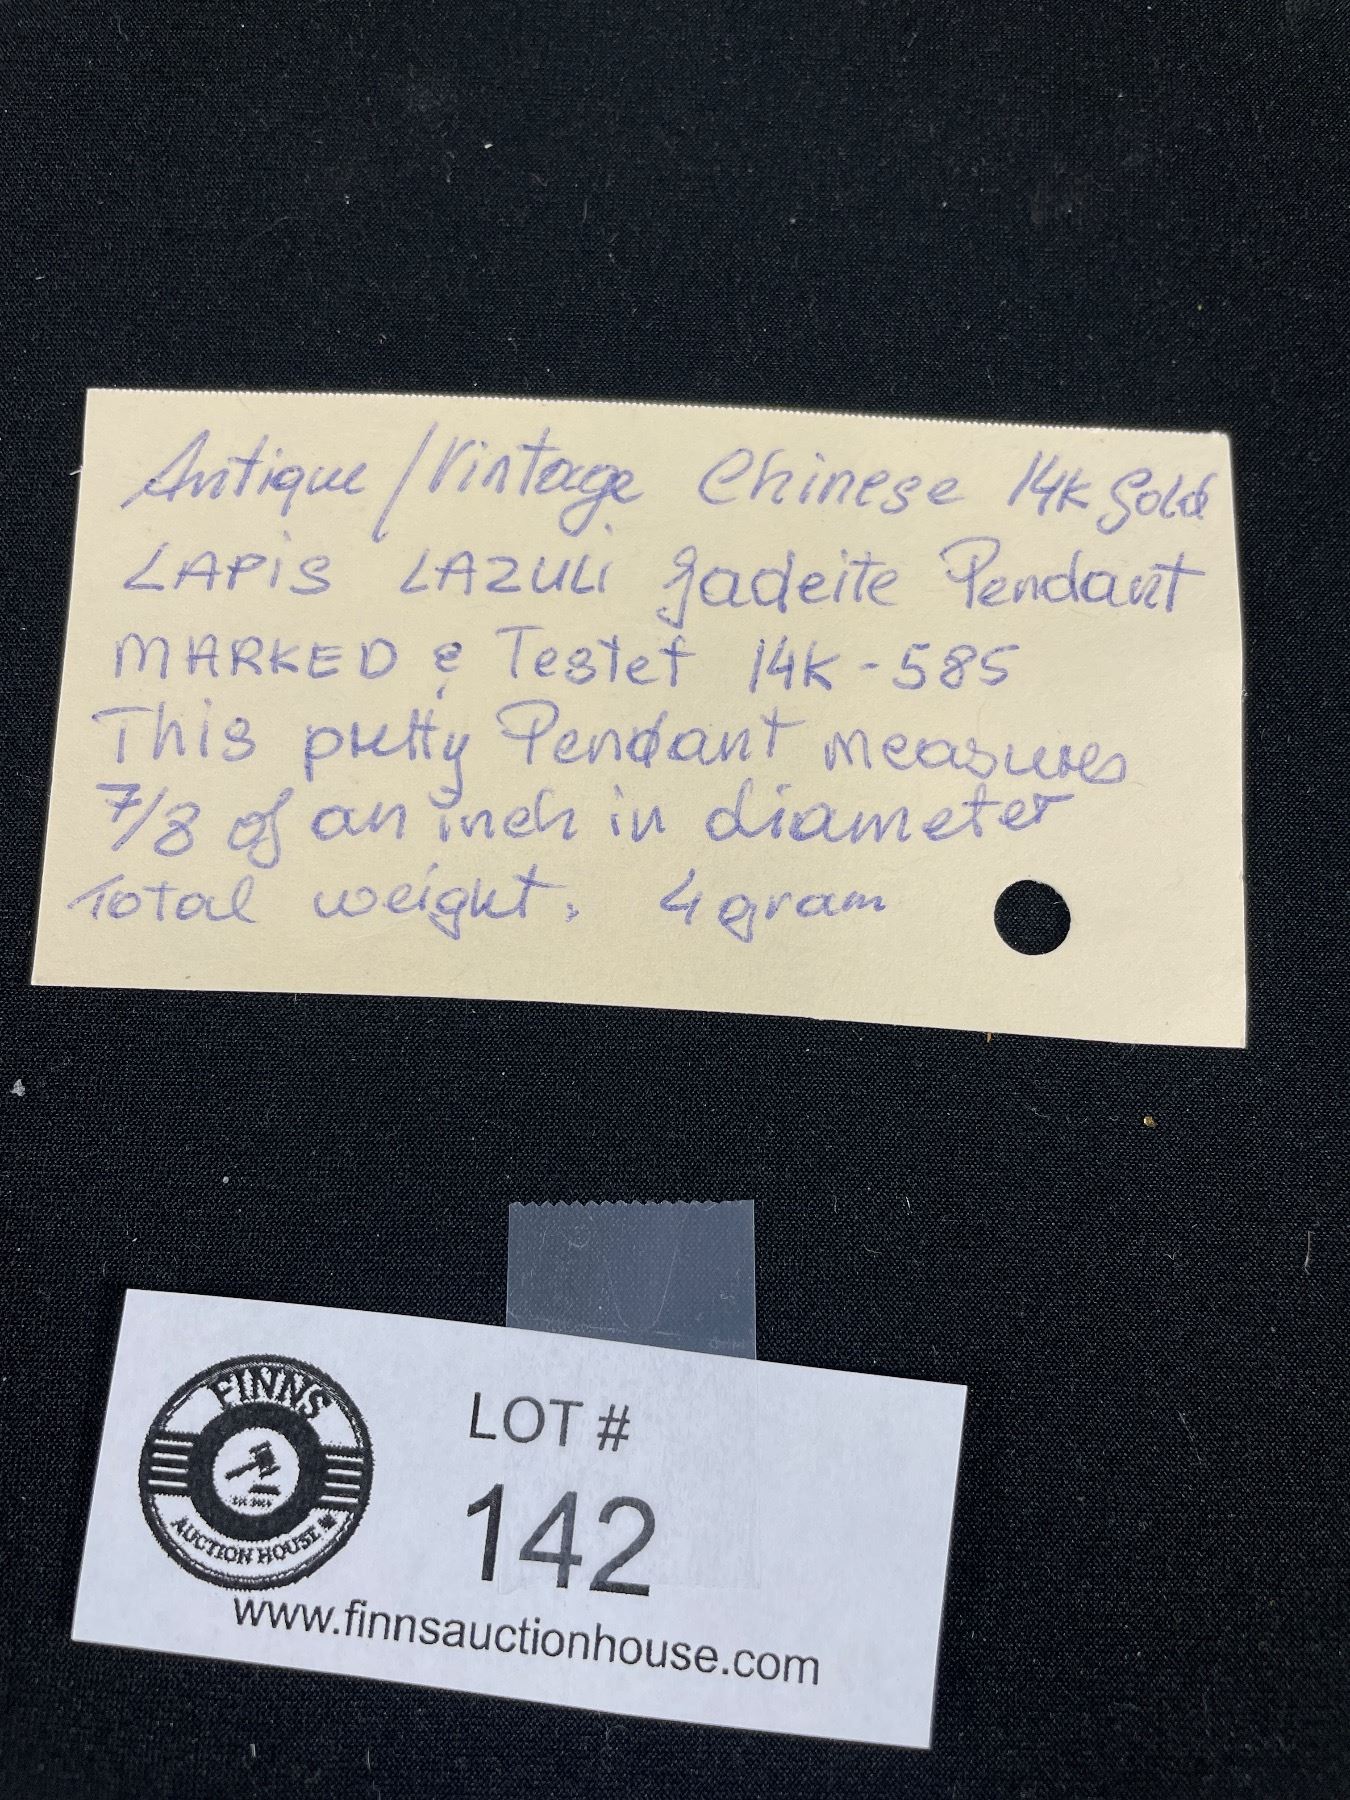 Antique/Vintage Chinese 14K Gold
LAPIS LAZULI Jadeite Pendant
MARKED & Testet 14K-585
This pretty Pendant measures
7/8 of an inch in diameter
Total weight. 4 gram
FINNS
AUCTION HOUSE
LOT #
142
www.finnsauctionhouse.com